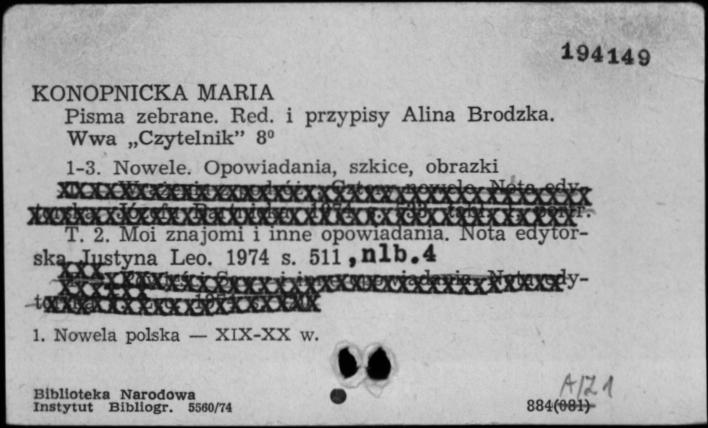 194149
KONOPNICKA MARIA
Pisma zebrane. Red. i przypisy Alina Brodzka.
Wwa „Czytelnik” 8⁰
1-3. Nowele. Opowiadania, szkice, obrazki
T. 2. Moi znajomi i inne opowiadania. Nota edytor-
ska Justyna Leo. 1974 s. 511, nlb. 4
1. Nowela polska — XIX-XX w.
Biblioteka Narodowa
Instytut Bibliogr. 5560/74
A/Z1
884(081)